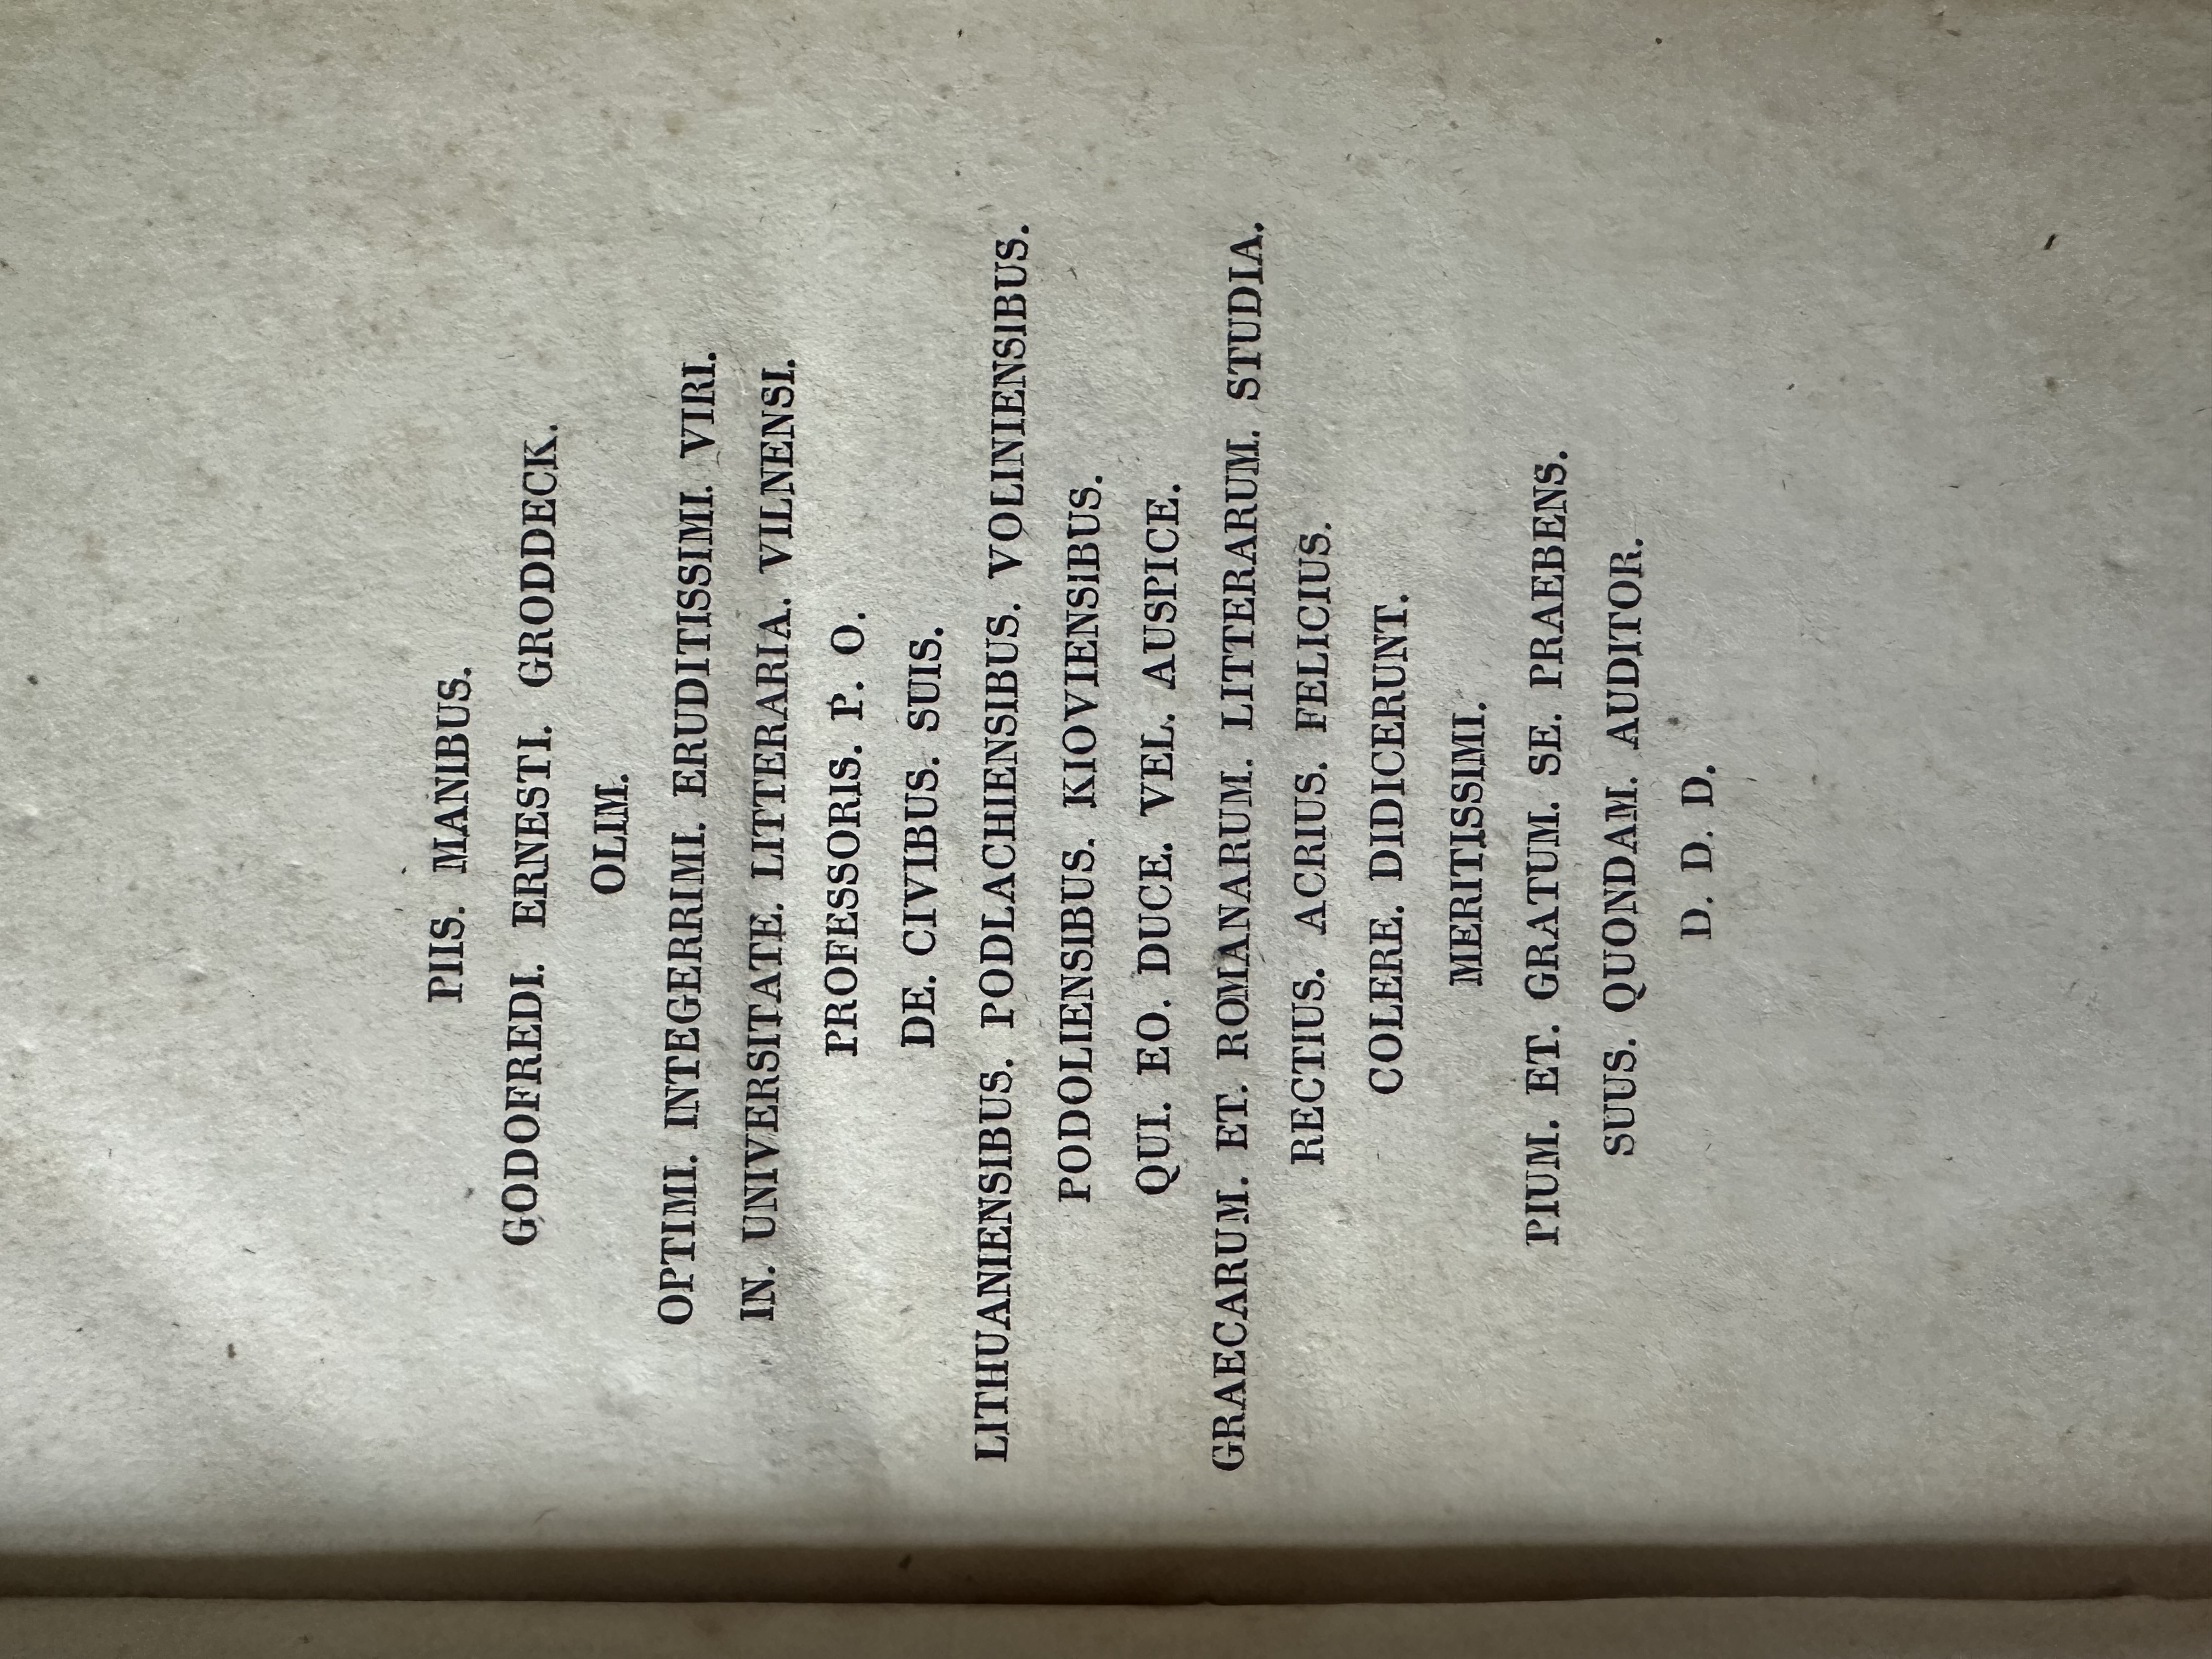 PIIS. MANIBUS.
GODOFREDI. ERNESTI. GRODDECK.
OLIM.
OPTIMI. INTEGERRIMI. ERUDITISSIMI. VIRI.
IN. UNIVERSITATE. LITTERARIA. VILNENSI.
PROFESSORIS. P. O.
DE. CIVIBUS. SUIS.
LITHUANIENSIBUS. PODLACHIENSIBUS. VOLINIENSIBUS.
PODOLIENSIBUS. KIOVIENSIBUS.
QUI. EO. DUCE. VEL. AUSPICE.
GRAECARUM. ET. ROMANARUM. LITTERARUM. STUDIA.
RECTIUS. ACRIUS. FELICIUS.
COLERE. DIDICERUNT.
MERITISSIMI.
PIUM. ET. GRATUM. SE. PRAEBENS.
SUUS. QUONDAM. AUDITOR.
D. D. D.